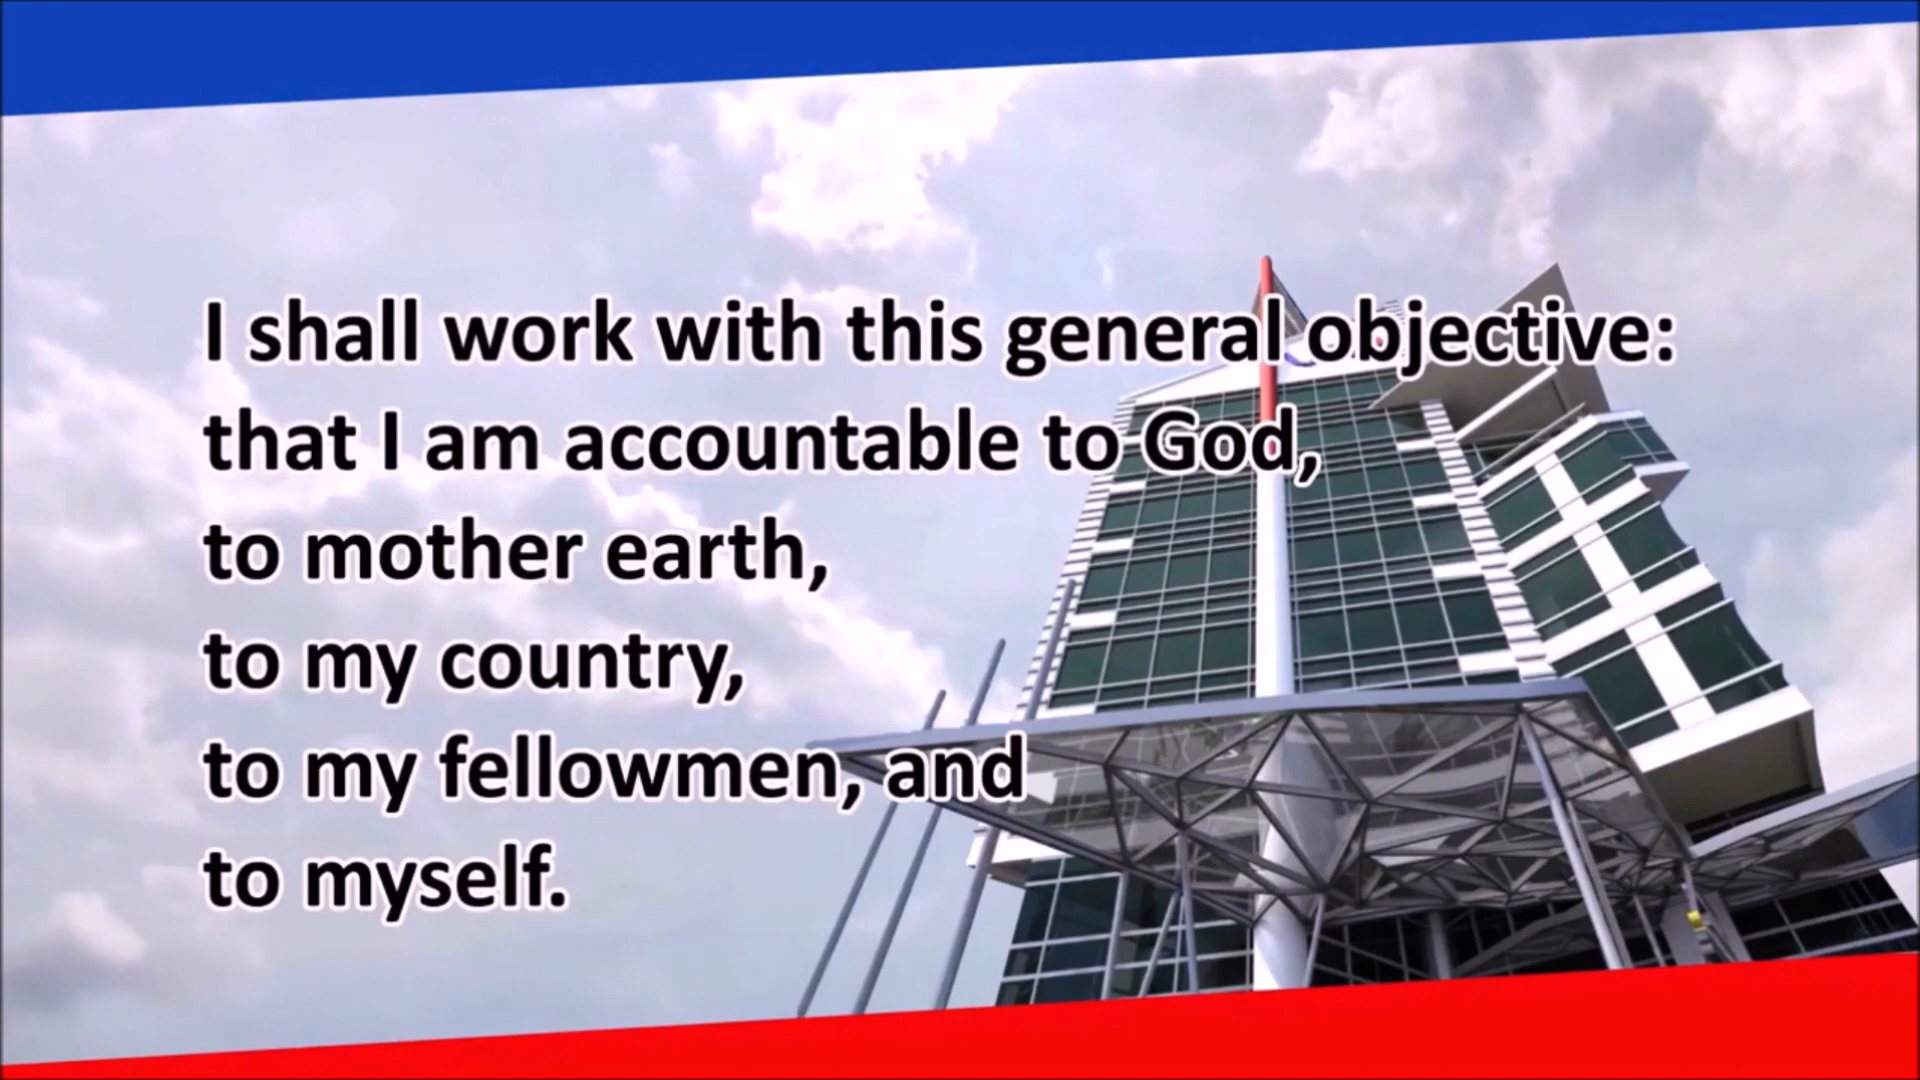 I shall work with this general objective:
that I am accountable to God,
to mother earth,
to my country,
to my fellowmen, and
to myself.